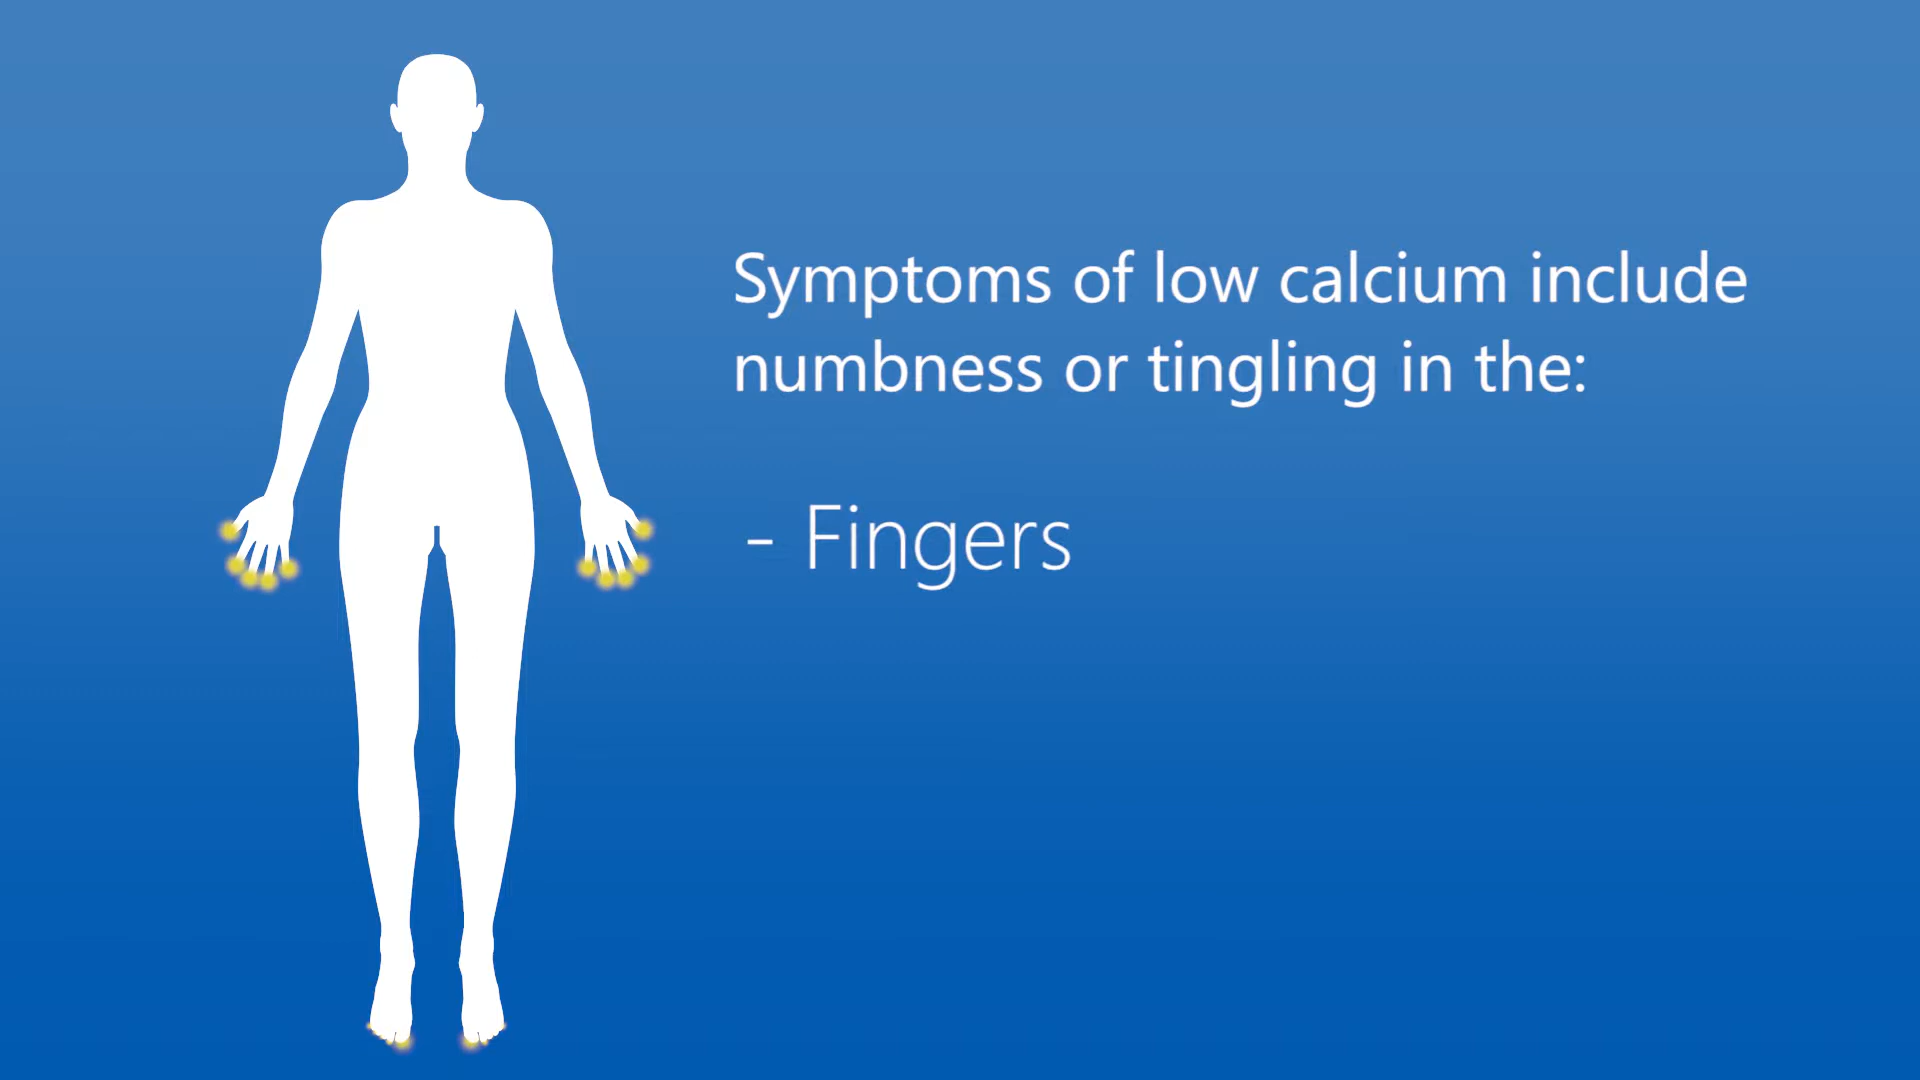 Symptoms of low calcium include
numbness or tingling in the:
- Fingers